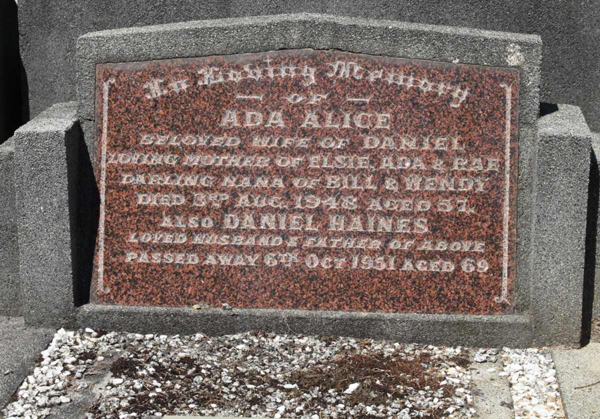 In Loving Memory
— OF —
ADA ALICE
BELOVED WIFE OF DANIEL
LOVING MOTHER OF ELSIE, ADA & RAE
DARLING NANA OF BILL & WENDY
DIED 3RD AUG. 1948 AGED 57.
ALSO DANIEL HAINES
LOVED HUSBAND & FATHER OF ABOVE
PASSED AWAY 6TH OCT 1951 AGED 69